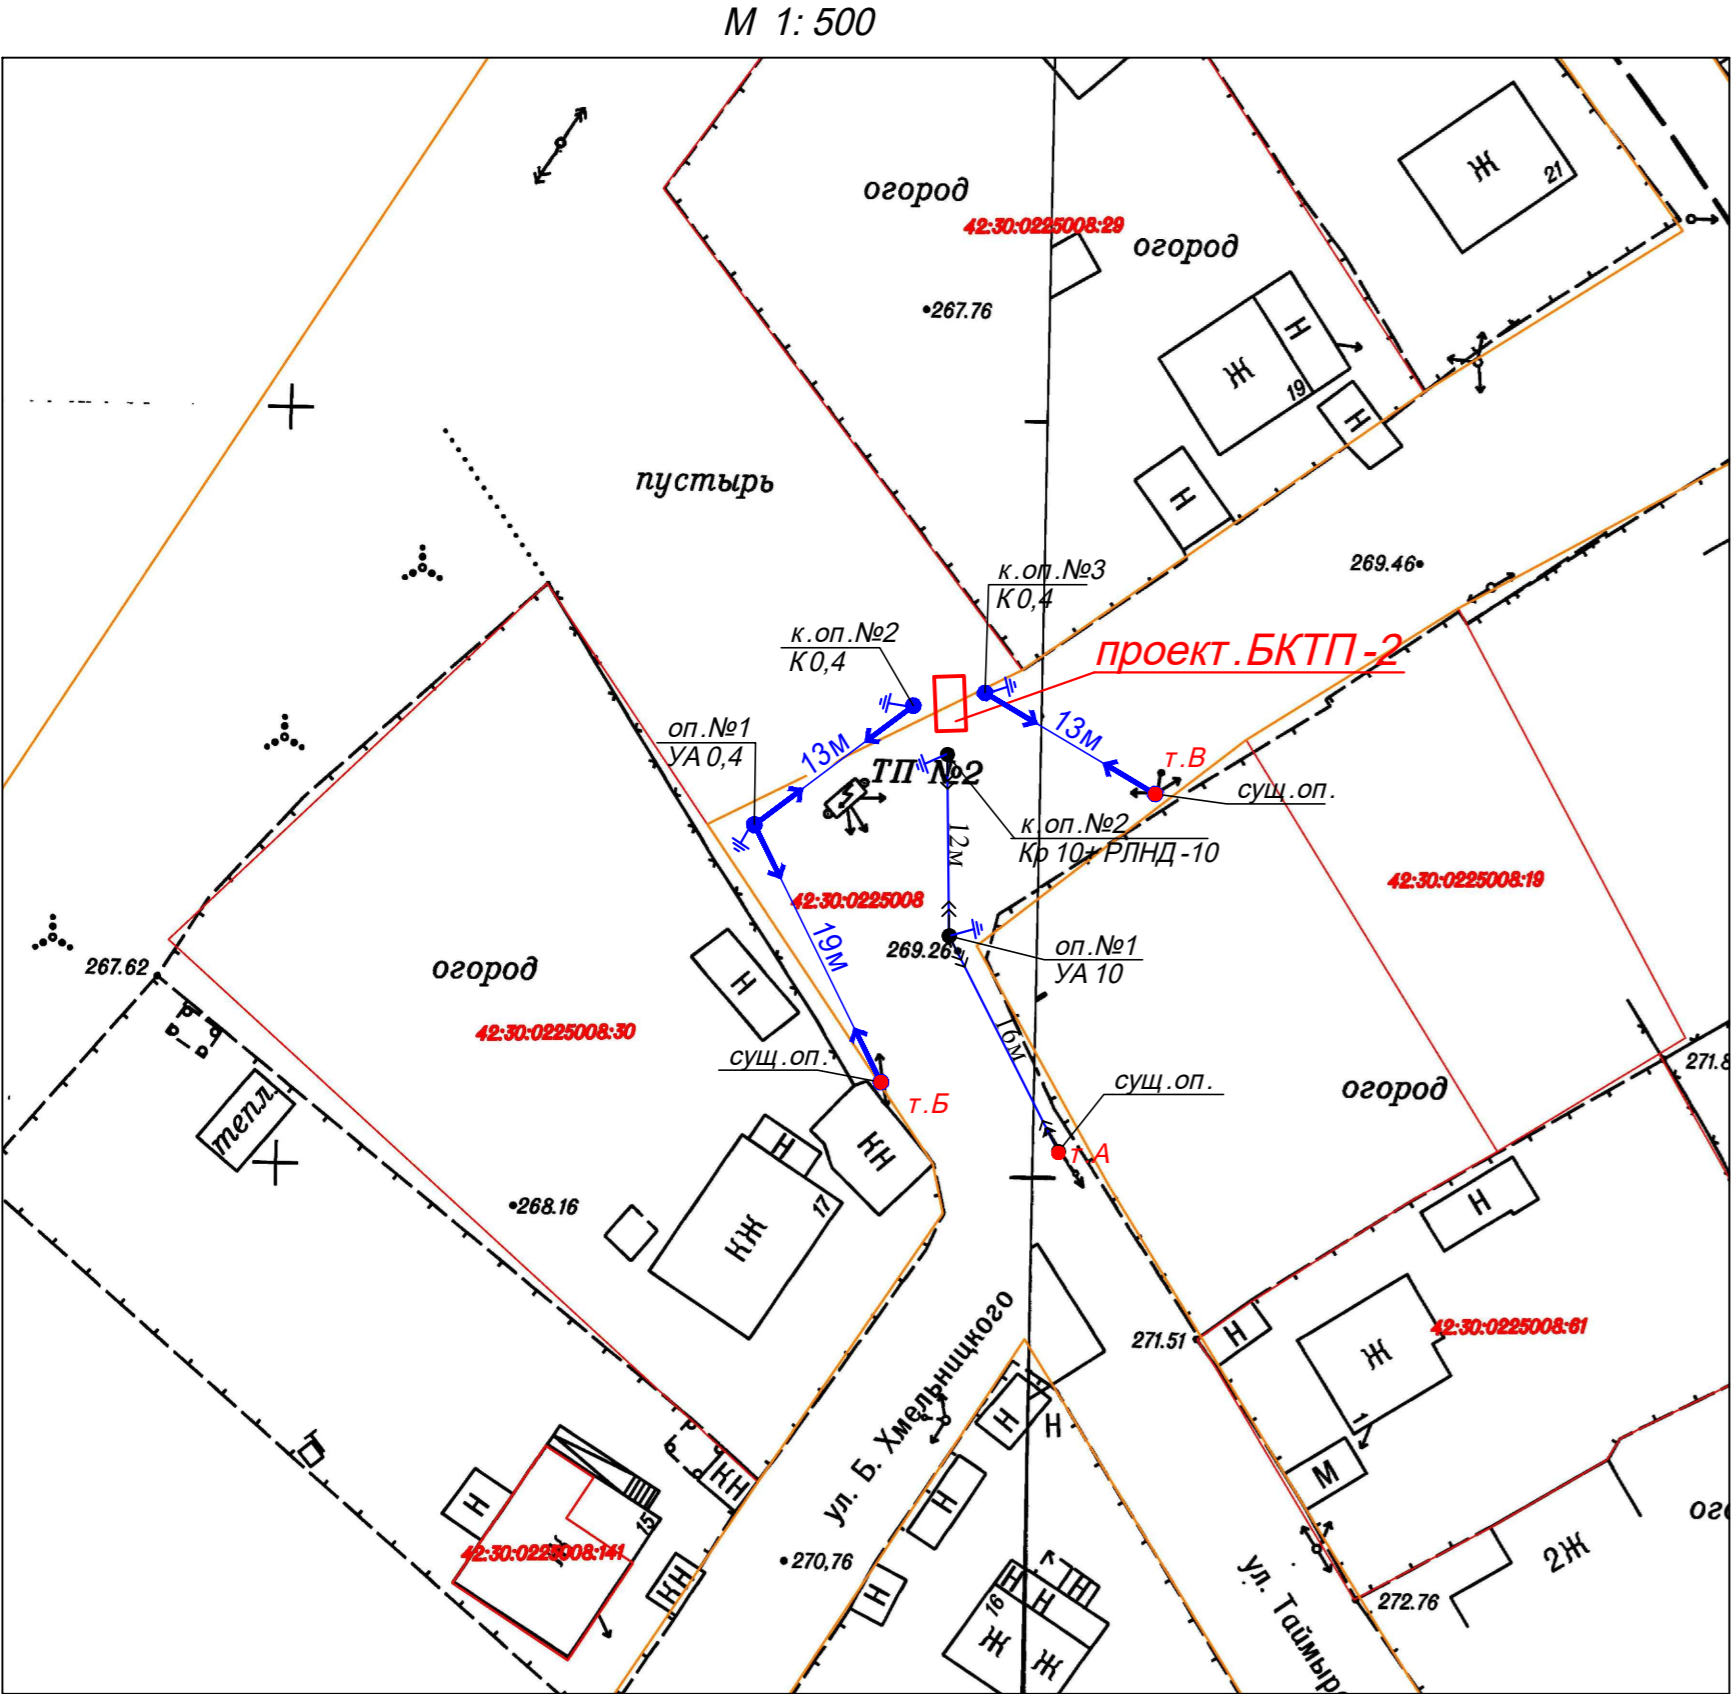 М 1: 500
огород
42:30:0225008:29
огород
Ж
21
267.76
Н
Ж
19
Н
Н
пустырь
269.46
к.оп.№3
К 0,4
к.оп.№2
К 0,4
проект.БКТП-2
оп.№1
УА 0,4
13м
13м
т.В
ТП №2
сущ.оп.
к.оп.№2
Кр 10+РЛНД-10
12м
42:30:0225008:19
42:30:0225008
19м
269.26
оп.№1
УА 10
267.62
огород
Н
42:30:0225008:30
16м
сущ.оп.
271.8
сущ.оп.
огород
тепл.
т.Б
т.А
Н
КН
Н
268.16
17
КЖ
ул. Б. Хмельницкого
271.51
Н
42:30:0225008:61
Ж
1
Н
Н
М
КН
Н
Н
15
Ж
42:30:0225008:141
КН
270,76
Н
Н
Н
Н
16
Ж
Ж
ул. Таймыр
2Ж
ого
272.76